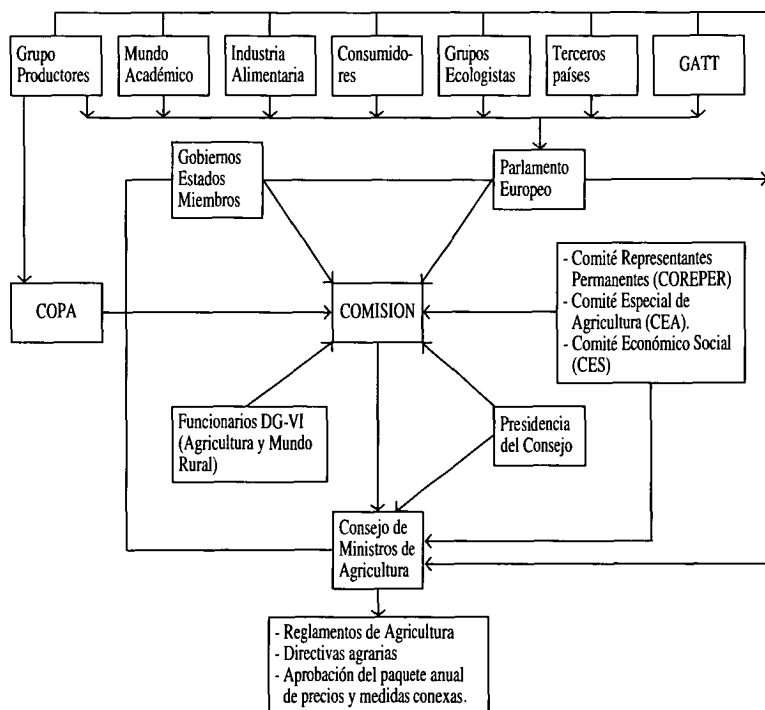 Grupo
Productores
Mundo
Académico
Industria
Alimentaria
Consumido-
res
Grupos
Ecologistas
Terceros
países
GATT
Gobiernos
Estados
Miembros
Parlamento
Europeo
COPA
COMISION
- Comité Representantes
Permanentes (COREPER)
- Comité Especial de
Agricultura (CEA).
- Comité Económico Social
(CES)
Funcionarios DG-VI
(Agricultura y Mundo
Rural)
Presidencia
del Consejo
Consejo de
Ministros de
Agricultura
- Reglamentos de Agricultura
- Directivas agrarias
- Aprobación del paquete anual
de precios y medidas conexas.